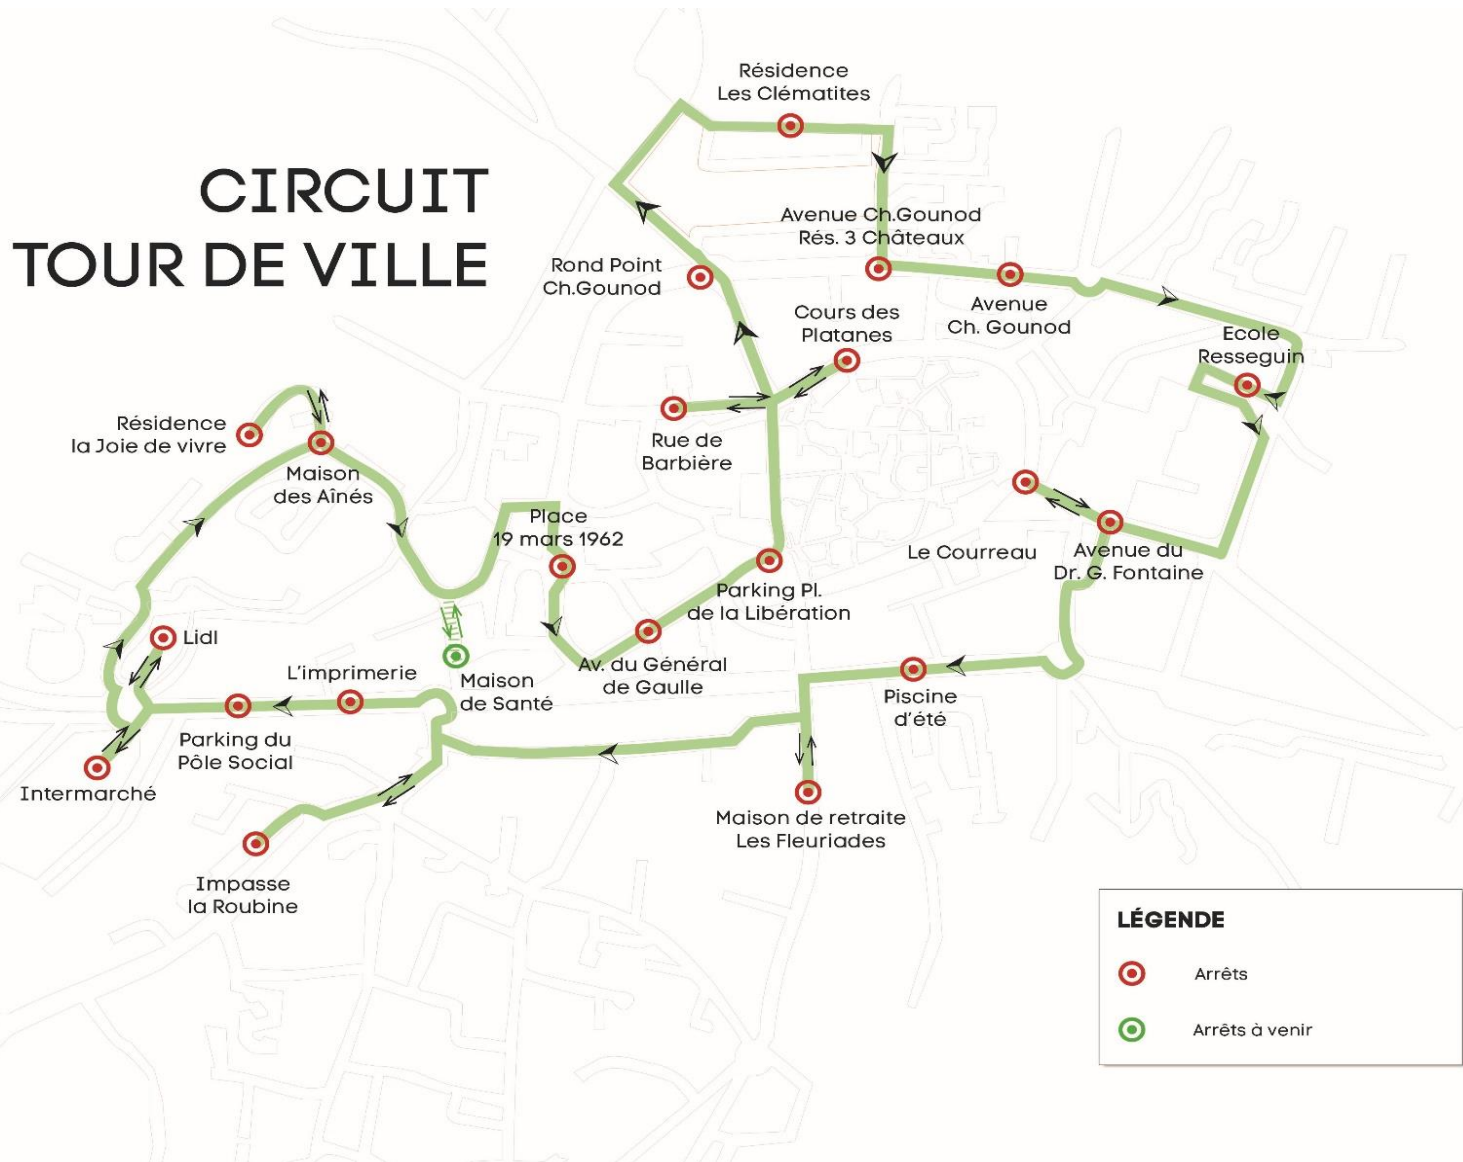 CIRCUIT
TOUR DE VILLE
Résidence
Les Clématites
Avenue Ch.Gounod
Rés. 3 Châteaux
Rond Point
Ch.Gounod
Avenue
Ch. Gounod
Cours des
Platanes
Ecole
Resseguin
Résidence
la Joie de vivre
Maison
des Aînés
Rue de
Barbière
Place
19 mars 1962
Le Courreau
Avenue du
Dr. G. Fontaine
Parking Pl.
de la Libération
Lidl
L'imprimerie
Maison
de Santé
Av. du Général
de Gaulle
Piscine
d'été
Parking du
Pôle Social
Intermarché
Maison de retraite
Les Fleuriades
Impasse
la Roubine
LÉGENDE
Arrêts
Arrêts à venir